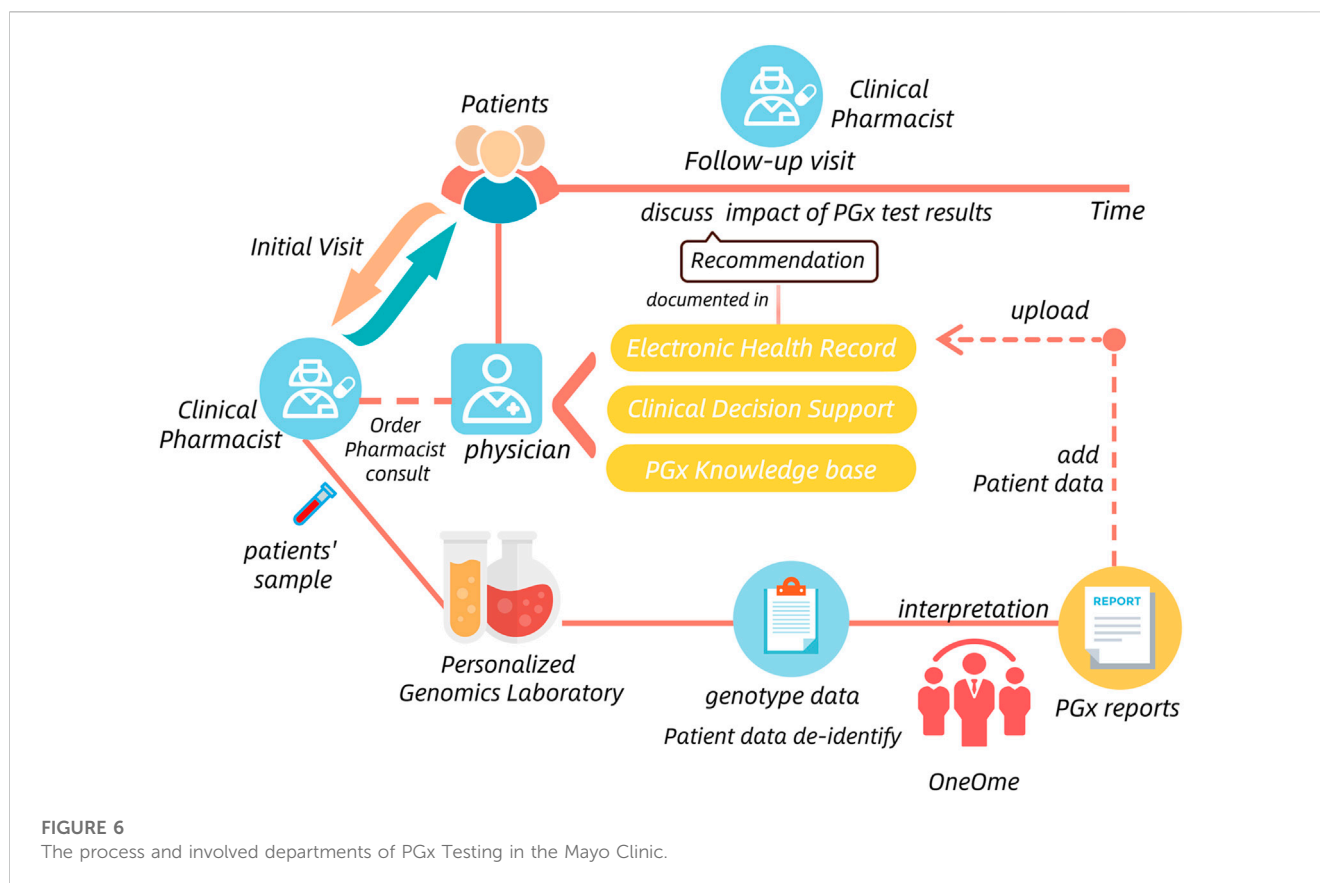 Patients
Clinical
Pharmacist
Follow-up visit
discuss impact of PGx test results
Time
Initial Visit
Recommendation
documented in
upload
Electronic Health Record
Clinical Decision Support
PGx Knowledge base
Clinical
Pharmacist
Order
Pharmacist
consult
physician
add
Patient data
patients'
sample
Personalized
Genomics Laboratory
genotype data
Patient data de-identify
interpretation
OneOme
REPORT
PGx reports
FIGURE 6
The process and involved departments of PGx Testing in the Mayo Clinic.